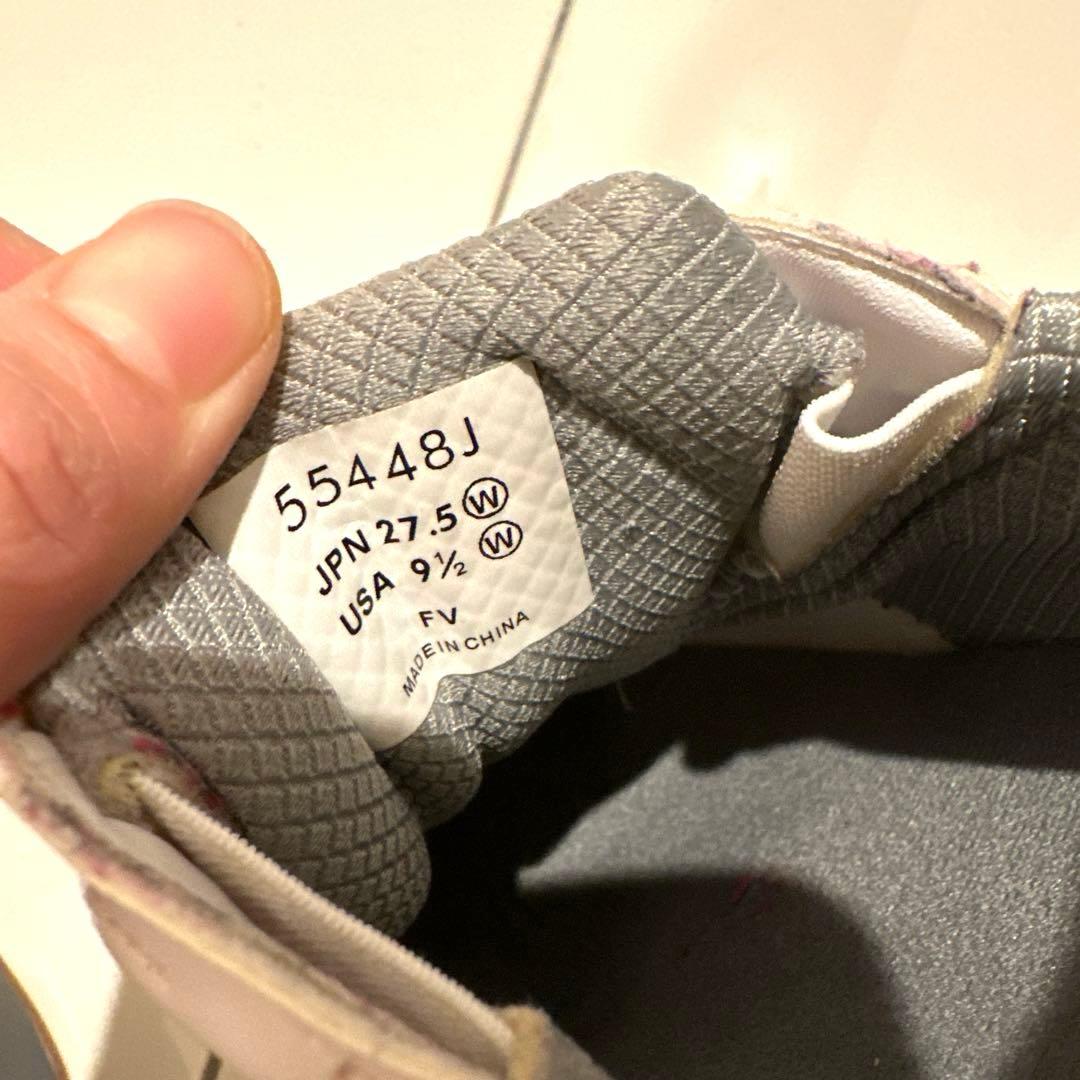 55448J
JPN 27.5 Ⓦ
USA 9½ Ⓦ
FV
MADE IN CHINA